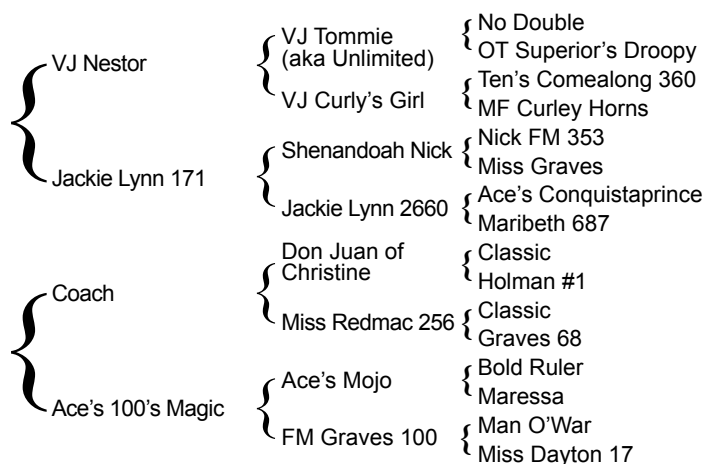 VJ Nestor
Jackie Lynn 171
VJ Tommie
(aka Unlimited)
VJ Curly's Girl
Shenandoah Nick
Jackie Lynn 2660
No Double
OT Superior's Droopy
Ten's Comealong 360
MF Curley Horns
Nick FM 353
Miss Graves
Ace's Conquistaprince
Maribeth 687
Coach
Ace's 100's Magic
Don Juan of
Christine
Miss Redmac 256
Ace's Mojo
FM Graves 100
Classic
Holman #1
Classic
Graves 68
Bold Ruler
Maressa
Man O'War
Miss Dayton 17